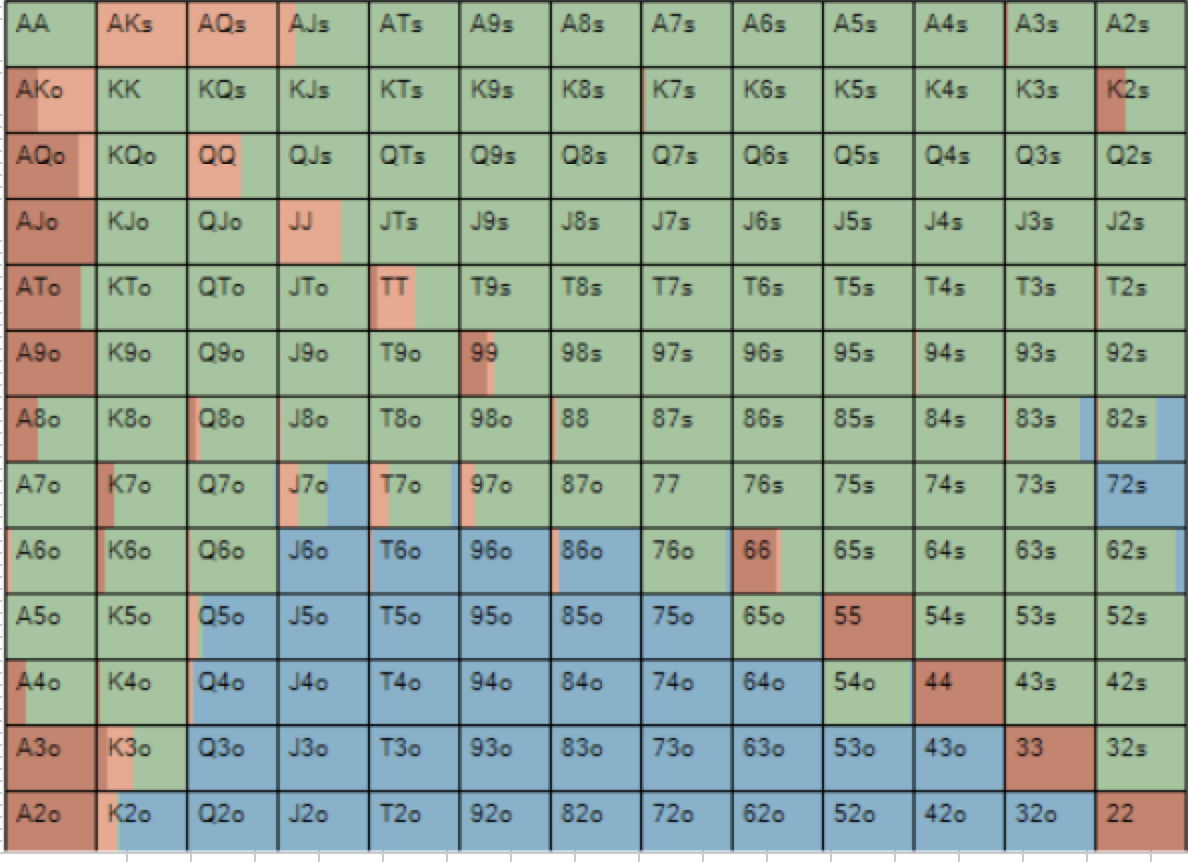 AA AKs AQs AJs ATs A9s A8s A7s A6s A5s A4s A3s A2s
AKo KK KQs KJs KTs K9s K8s K7s K6s K5s K4s K3s K2s
AQo KQo QQ QJs QTs Q9s Q8s Q7s Q6s Q5s Q4s Q3s Q2s
AJo KJo QJo JJ JTs J9s J8s J7s J6s J5s J4s J3s J2s
ATo KTo QTo JTo TT T9s T8s T7s T6s T5s T4s T3s T2s
A9o K9o Q9o J9o T9o 99 98s 97s 96s 95s 94s 93s 92s
A8o K8o Q8o J8o T8o 98o 88 87s 86s 85s 84s 83s 82s
A7o K7o Q7o J7o T7o 97o 87o 77 76s 75s 74s 73s 72s
A6o K6o Q6o J6o T6o 96o 86o 76o 66 65s 64s 63s 62s
A5o K5o Q5o J5o T5o 95o 85o 75o 65o 55 54s 53s 52s
A4o K4o Q4o J4o T4o 94o 84o 74o 64o 54o 44 43s 42s
A3o K3o Q3o J3o T3o 93o 83o 73o 63o 53o 43o 33 32s
A2o K2o Q2o J2o T2o 92o 82o 72o 62o 52o 42o 32o 22